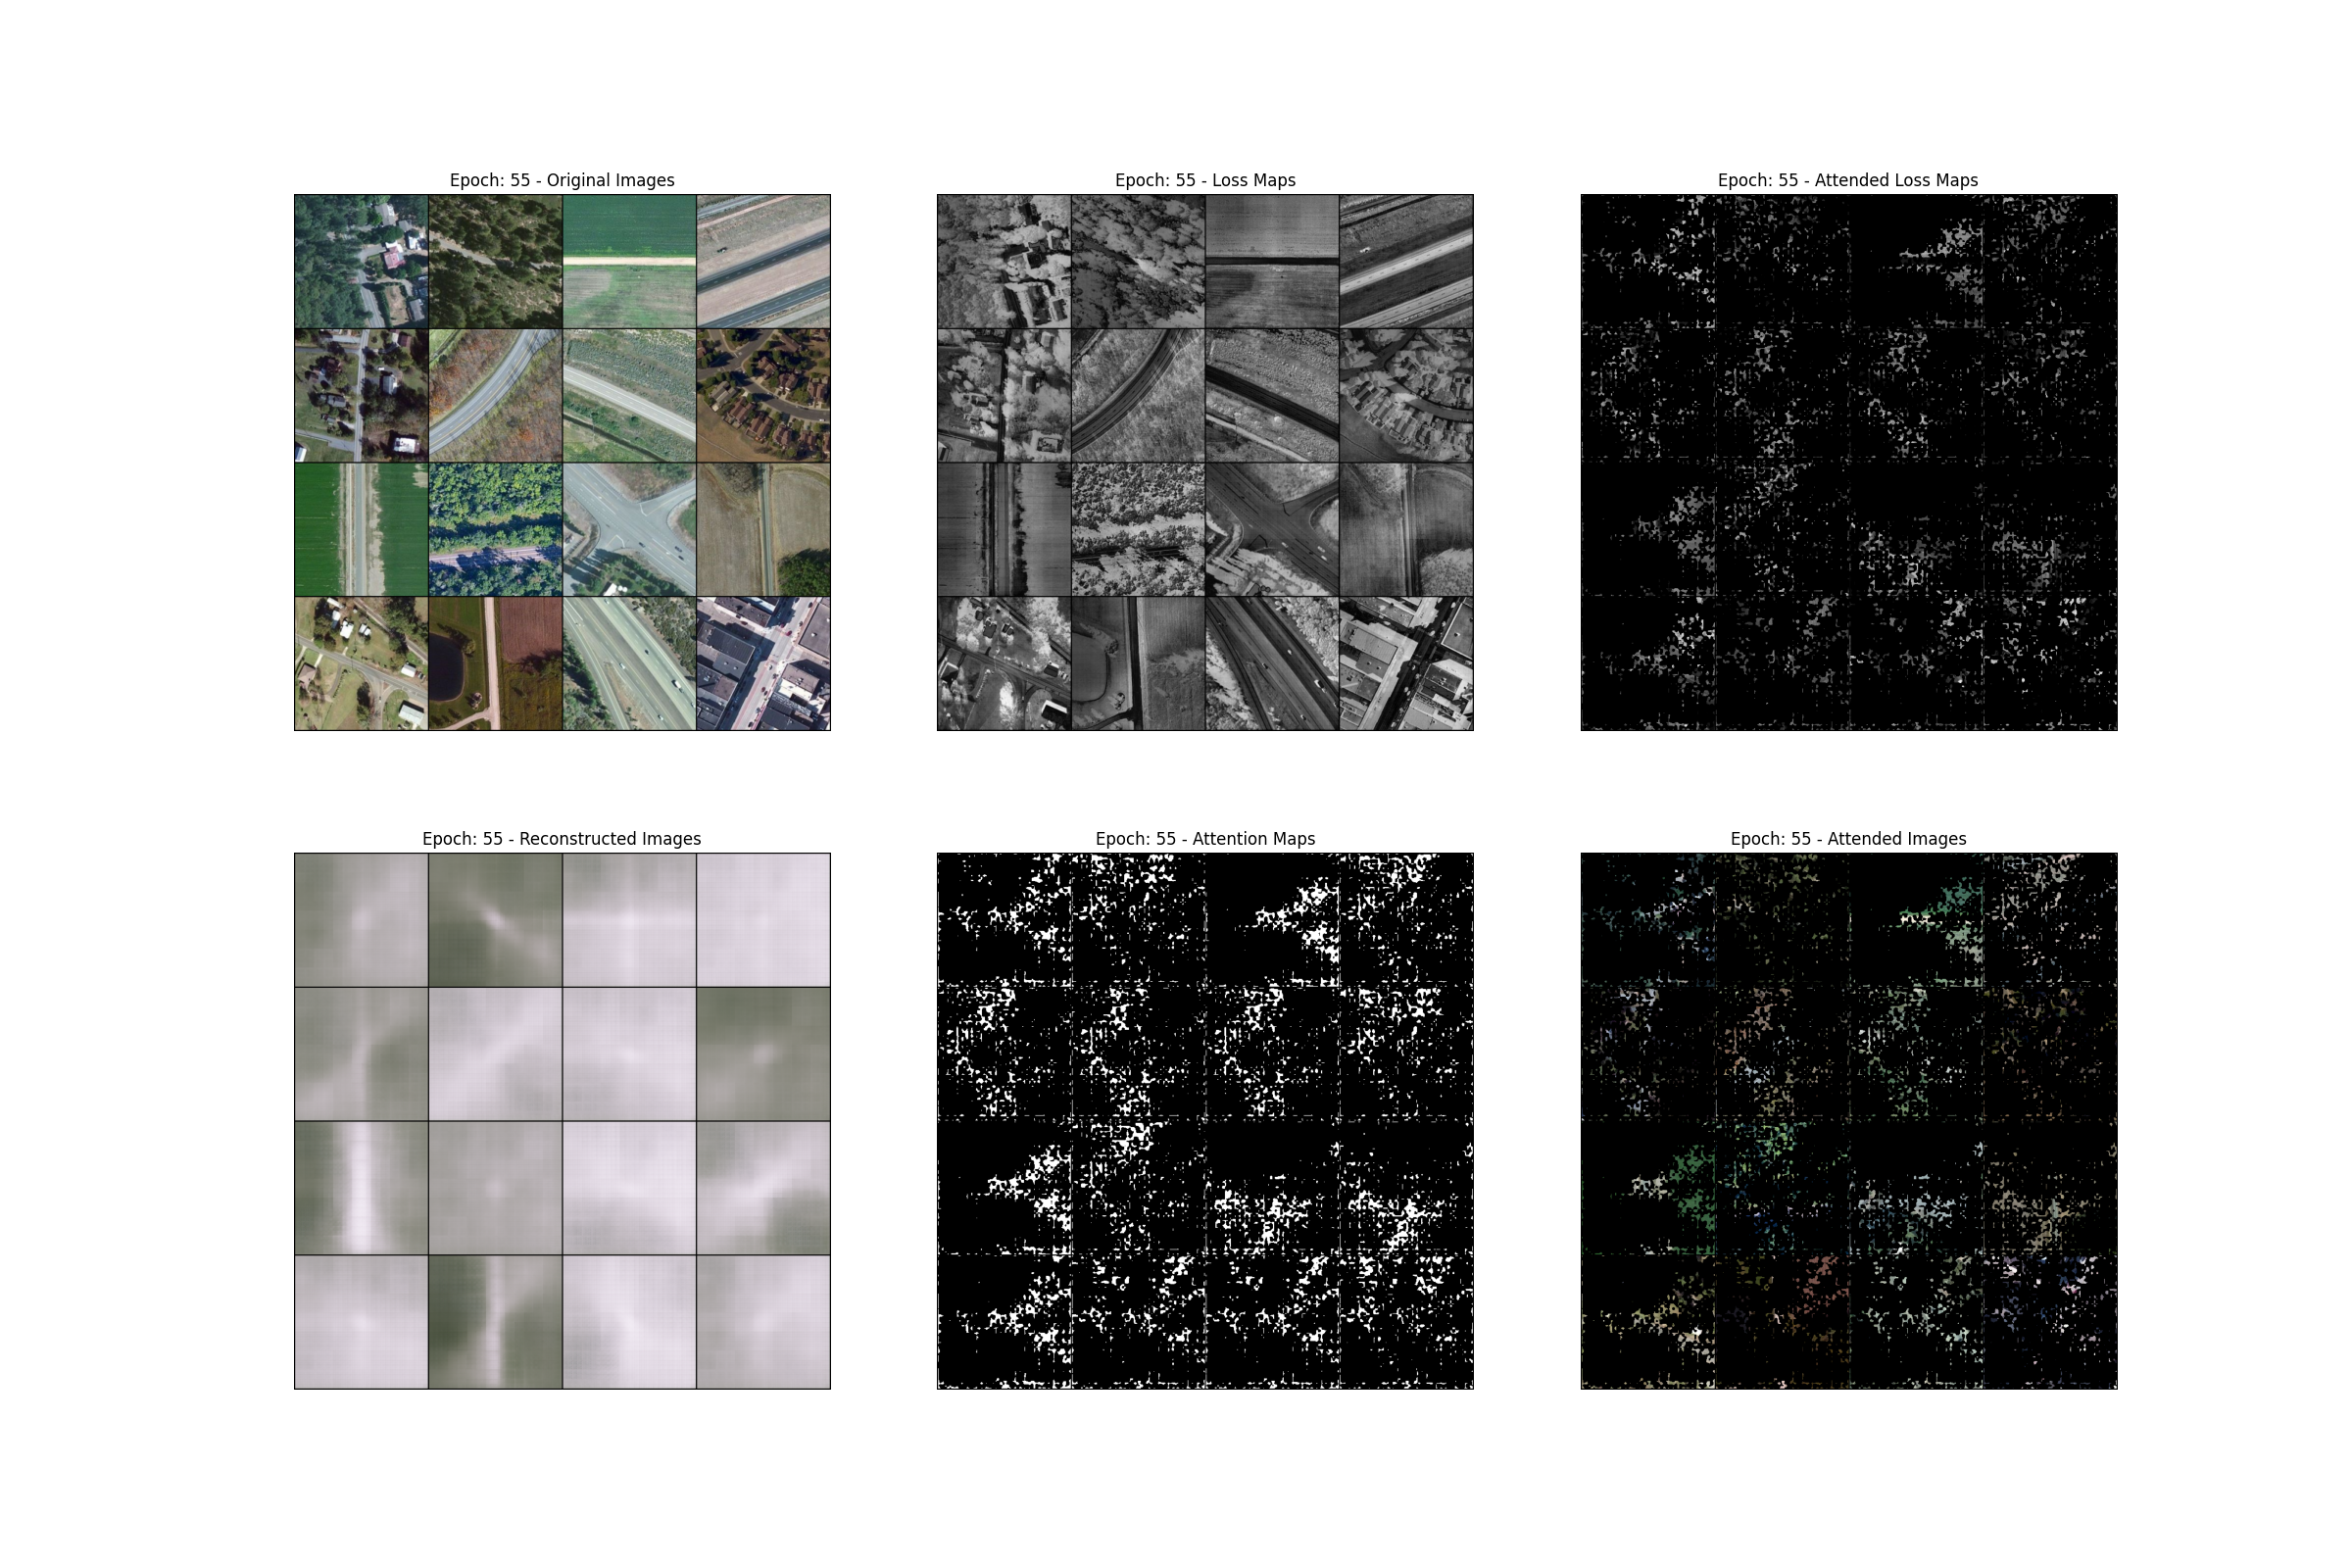 Epoch: 55 - Original Images
Epoch: 55 - Loss Maps
Epoch: 55 - Attended Loss Maps
Epoch: 55 - Reconstructed Images
Epoch: 55 - Attention Maps
Epoch: 55 - Attended Images